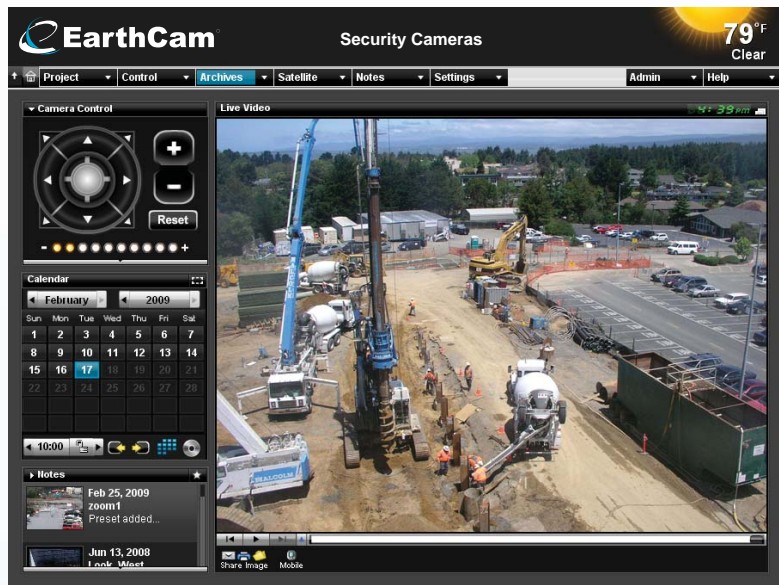 EarthCam
Security Cameras
79°F
Clear
Project
Control
Archives
Satellite
Notes
Settings
Admin
Help
Camera Control
+
-
Reset
- +
Calendar
February
2009
Sun Mon Tue Wed Thu Fri Sat
1 2 3 4 5 6 7
8 9 10 11 12 13 14
15 16 17 18 19 20 21
22 23 24 25 26 27 28
10:00
Notes
Feb 25, 2009
zoom1
Preset added...
Jun 13, 2008
Look West
Live Video
4:39 PM
MALCOLM
Share Image
Mobile